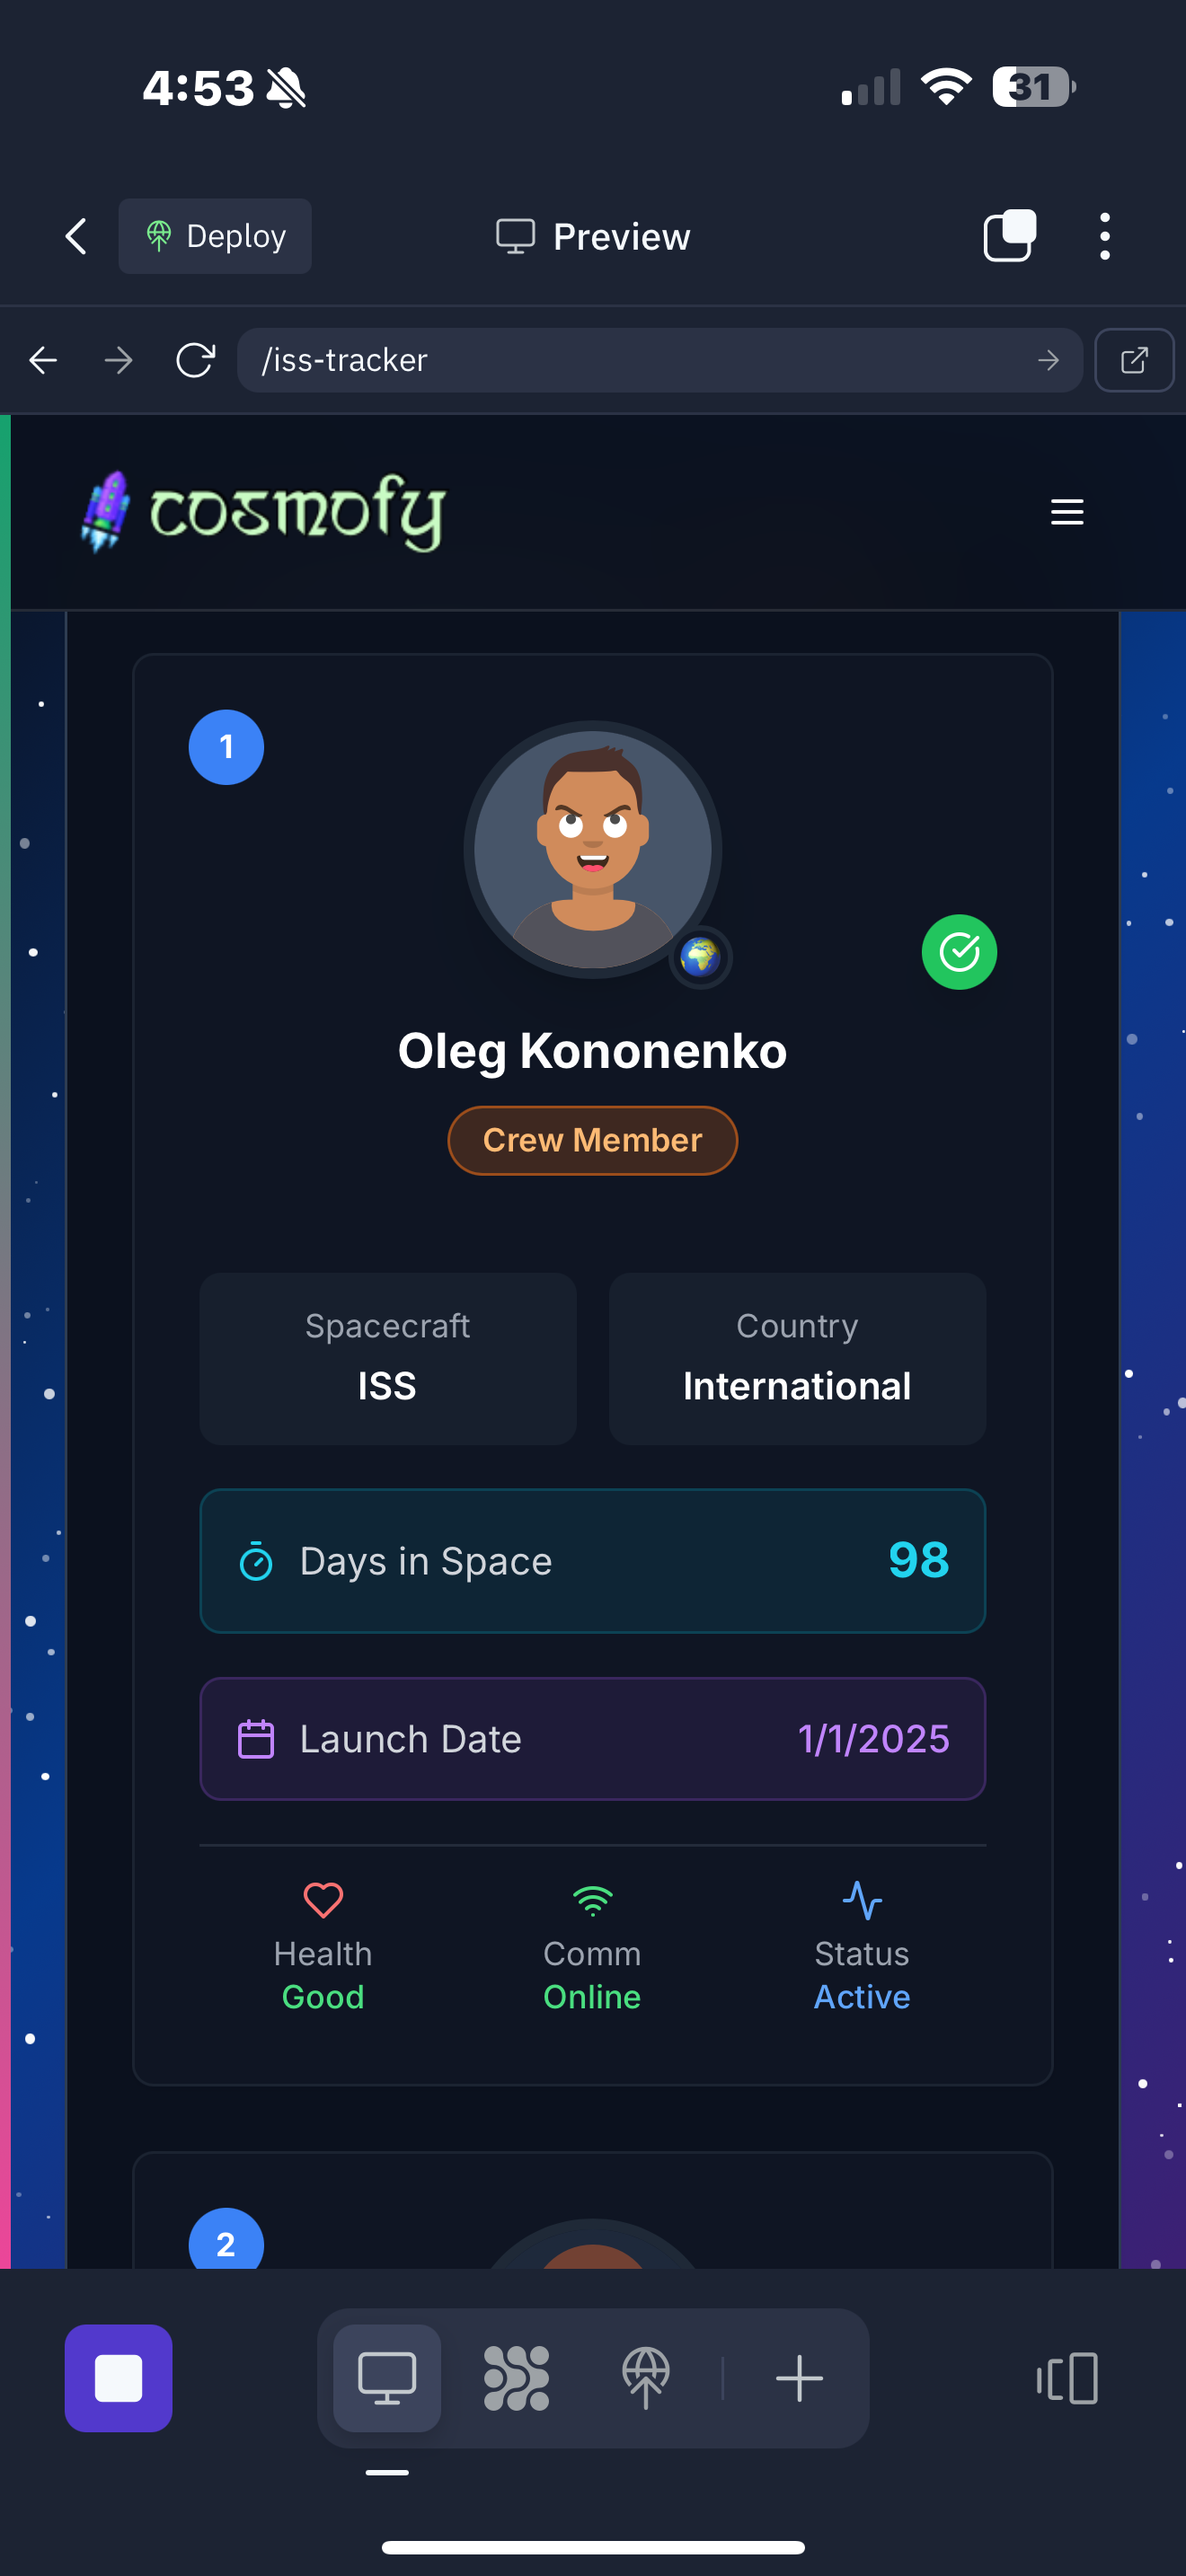 4:53
31
Deploy
Preview
/iss-tracker
cosmofy
1
Oleg Kononenko
Crew Member
Spacecraft
ISS
Country
International
Days in Space
98
Launch Date
1/1/2025
Health
Good
Comm
Online
Status
Active
2